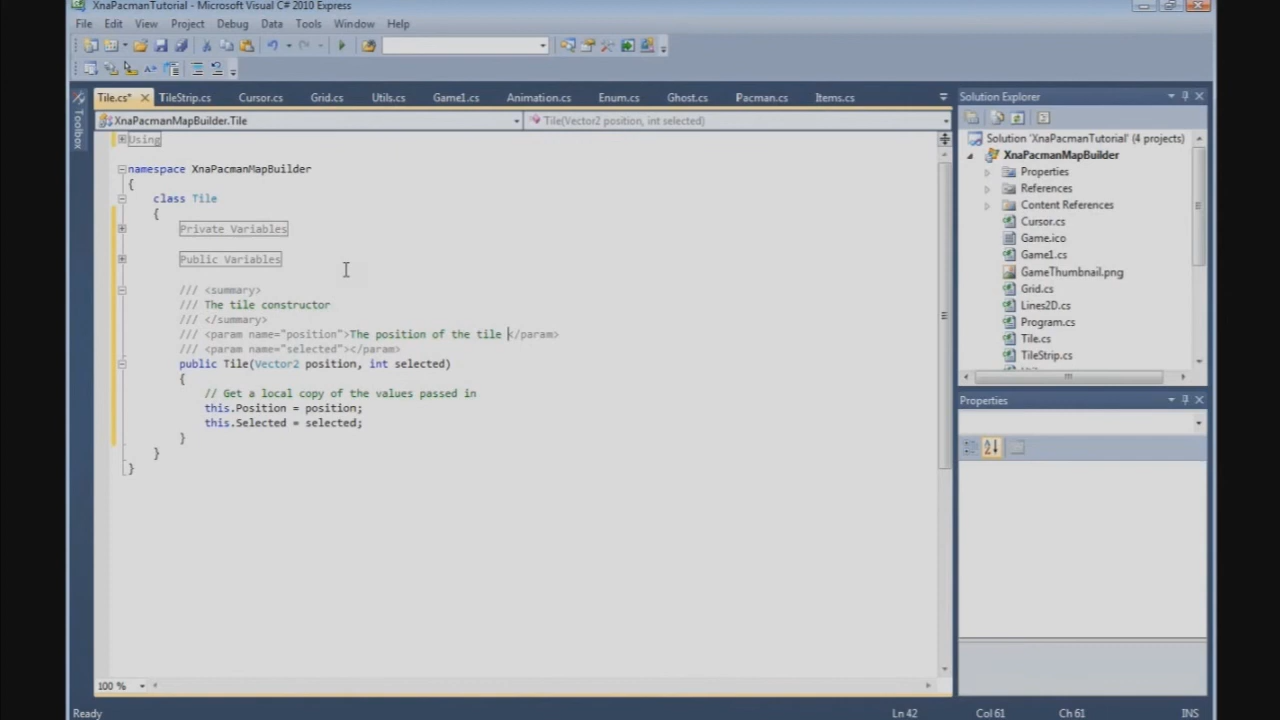 XnaPacmanTutorial - Microsoft Visual C# 2010 Express
File Edit View Project Debug Data Tools Window Help
Toolbox
Tile.cs* TileStrip.cs Cursor.cs Grid.cs Utils.cs Game1.cs Animation.cs Enum.cs Ghost.cs Pacman.cs Items.cs
XnaPacmanMapBuilder.Tile Tile(Vector2 position, int selected)
Using
namespace XnaPacmanMapBuilder
{
class Tile
{
Private Variables
Public Variables
/// <summary>
/// The tile constructor
/// </summary>
/// <param name="position">The position of the tile </param>
/// <param name="selected"></param>
public Tile(Vector2 position, int selected)
{
// Get a local copy of the values passed in
this.Position = position;
this.Selected = selected;
}
}
}
100 %
Solution Explorer
Solution 'XnaPacmanTutorial' (4 projects)
XnaPacmanMapBuilder
Properties
References
Content References
Cursor.cs
Game.ico
Game1.cs
GameThumbnail.png
Grid.cs
Lines2D.cs
Program.cs
Tile.cs
TileStrip.cs
Properties
Ready Ln 42 Col 61 Ch 61 INS